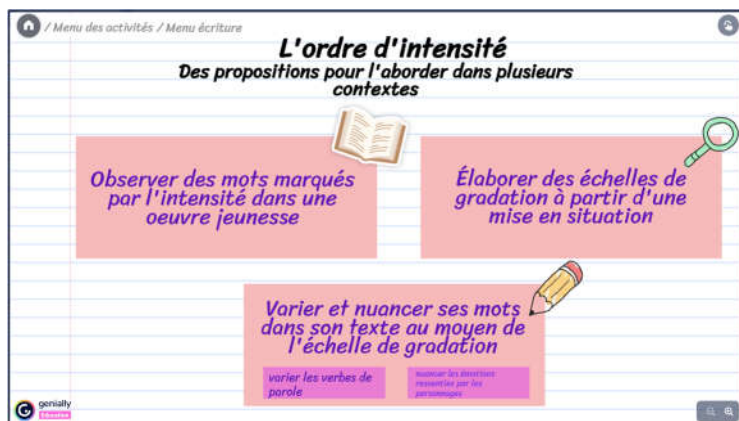 / Menu des activités / Menu écriture
L'ordre d'intensité
Des propositions pour l'aborder dans plusieurs
contextes
Observer des mots marqués
par l'intensité dans une
oeuvre jeunesse
Élaborer des échelles de
gradation à partir d'une
mise en situation
Varier et nuancer ses mots
dans son texte au moyen de
l'échelle de gradation
varier les verbes de
parole
nuancer les émotions
ressenties par les
personnages
genially
Education